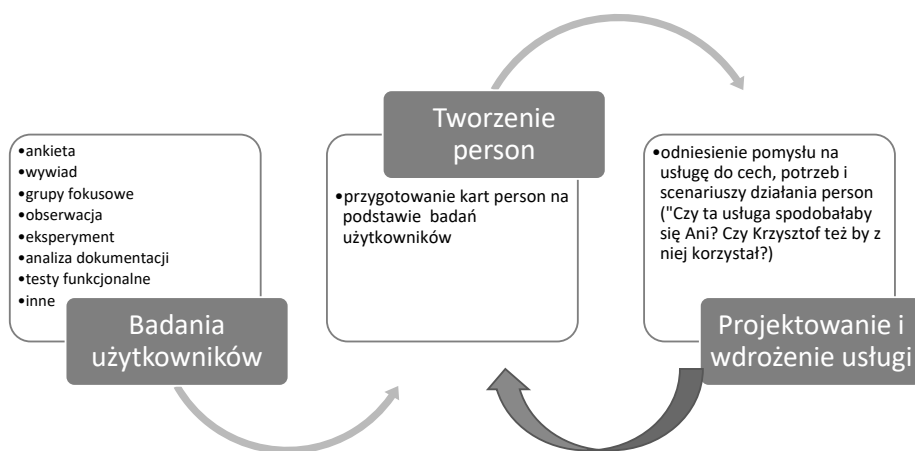 •ankieta
•wywiad
•grupy fokusowe
•obserwacja
•eksperyment
•analiza dokumentacji
•testy funkcjonalne
•inne
Badania
użytkowników
Tworzenie
person
•przygotowanie kart person na
podstawie badań
użytkowników
•odniesienie pomysłu na
usługę do cech, potrzeb i
scenariuszy działania person
("Czy ta usługa spodobałaby
się Ani? Czy Krzysztof też by z
niej korzystał?)
Projektowanie i
wdrożenie usługi